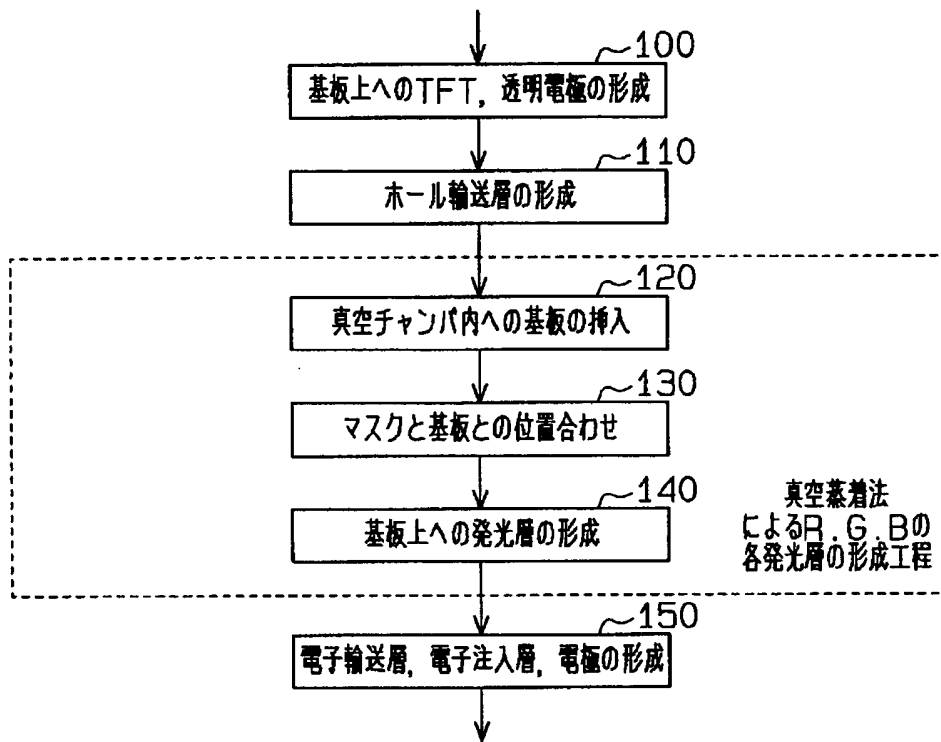 100
基板上へのTFT, 透明電極の形成
110
ホール輸送層の形成
120
真空チャンバ内への基板の挿入
130
マスクと基板との位置合わせ
140
基板上への発光層の形成
真空蒸着法
によるR.G.Bの
各発光層の形成工程
150
電子輸送層, 電子注入層, 電極の形成